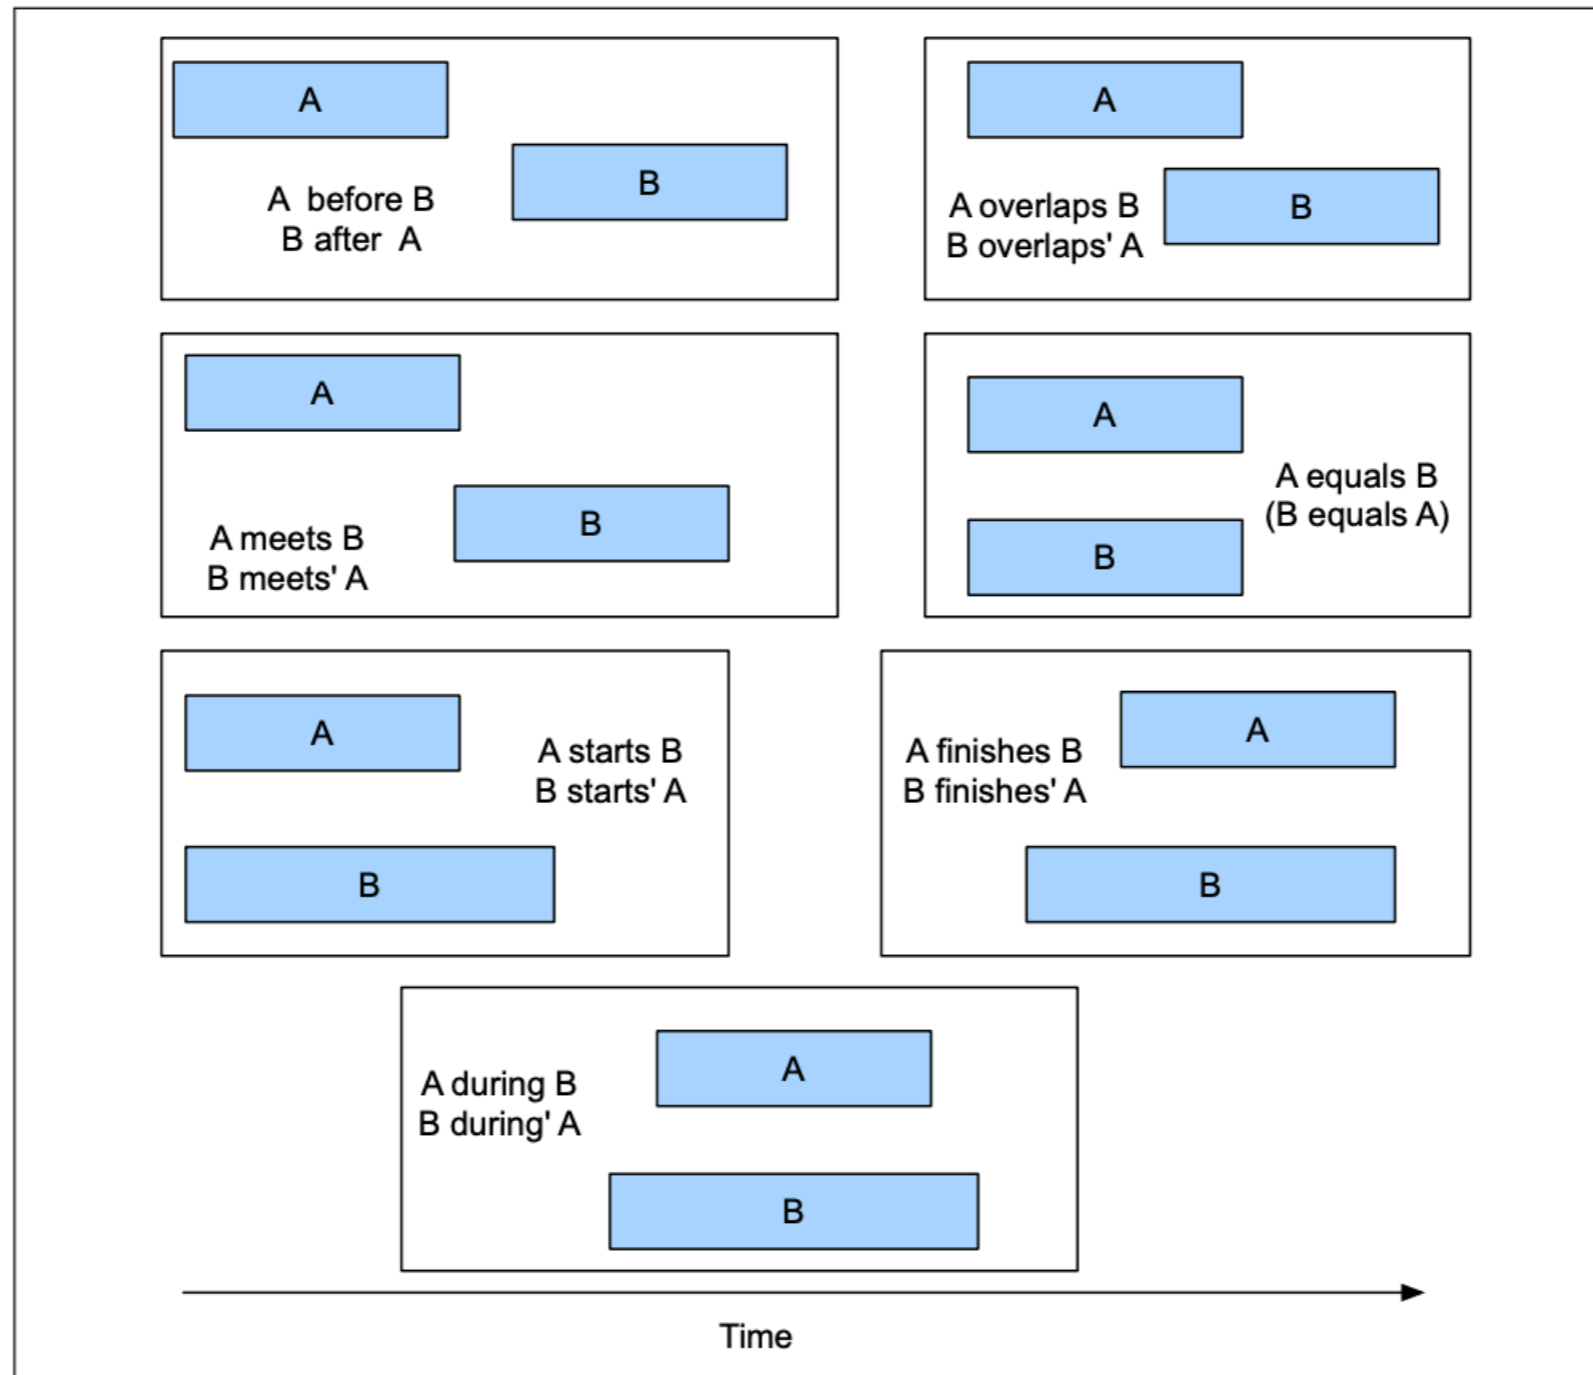 A
B
A before B
B after A
A
B
A overlaps B
B overlaps' A
A
B
A meets B
B meets' A
A
A equals B
(B equals A)
B
A
A starts B
B starts' A
B
A
A finishes B
B finishes' A
B
A
A during B
B during' A
B
Time